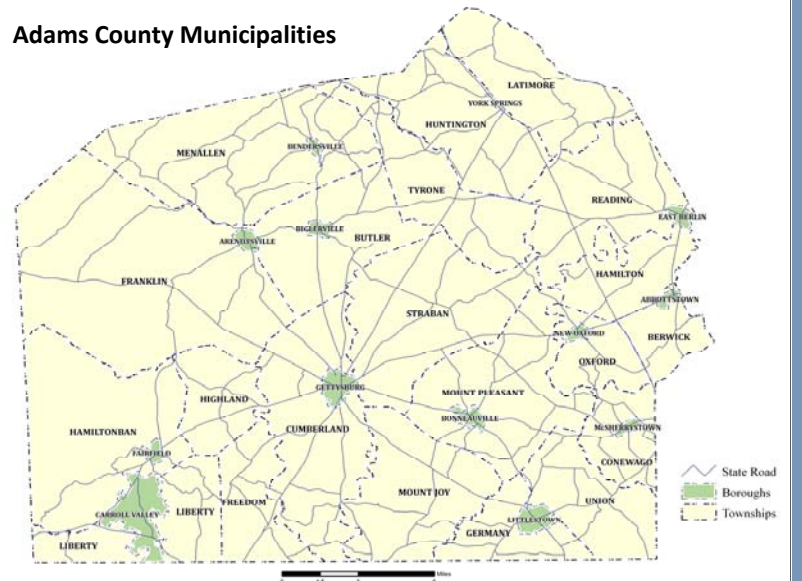 Adams County Municipalities
LATIMORE
YORK SPRINGS
HUNTINGTON
BENDERSVILLE
MENALLEN
TYRONE
READING
EAST BERLIN
ARENDTSVILLE
BIGLERVILLE
BUTLER
HAMILTON
FRANKLIN
ABBOTTSTOWN
STRABAN
NEW OXFORD
BERWICK
OXFORD
GETTYSBURG
HIGHLAND
MOUNT PLEASANT
BONNEAUVILLE
HAMILTONBAN
CUMBERLAND
McSHERRYSTOWN
FAIRFIELD
CONEWAGO
MOUNT JOY
FREEDOM
LIBERTY
CARROLL VALLEY
UNION
LITTLESTOWN
GERMANY
LIBERTY
State Road
Boroughs
Townships
Miles